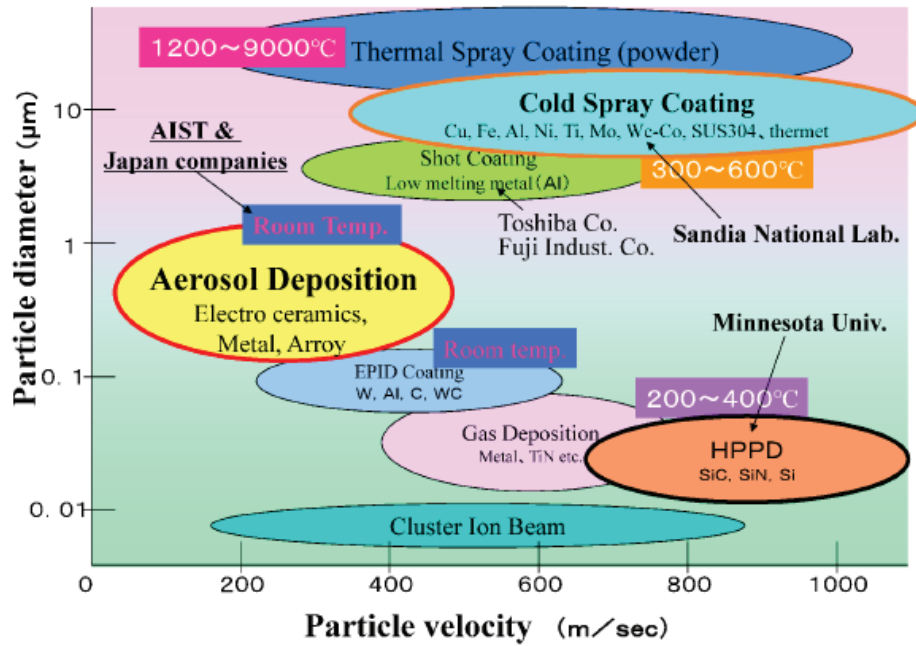 1200～9000℃
Thermal Spray Coating (powder)
Cold Spray Coating
Cu, Fe, Al, Ni, Ti, Mo, Wc-Co, SUS304、thermet
AIST &
Japan companies
Shot Coating
Low melting metal(Al)
300～600℃
Toshiba Co.
Fuji Indust. Co.
Sandia National Lab.
Room Temp.
Aerosol Deposition
Electro ceramics,
Metal, Arroy
Minnesota Univ.
Room temp.
EPID Coating
W, Al, C, WC
200～400℃
Gas Deposition
Metal、TiN etc.
HPPD
SiC, SiN, Si
Cluster Ion Beam
Particle diameter (μm)
10
1
0.1
0.01
0 200 400 600 800 1000
Particle velocity (m/sec)